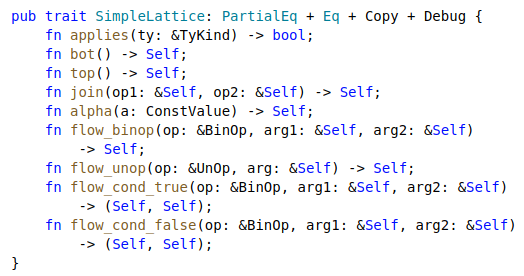 pub trait SimpleLattice: PartialEq + Eq + Copy + Debug {
    fn applies(ty: &TyKind) -> bool;
    fn bot() -> Self;
    fn top() -> Self;
    fn join(op1: &Self, op2: &Self) -> Self;
    fn alpha(a: ConstValue) -> Self;
    fn flow_binop(op: &BinOp, arg1: &Self, arg2: &Self)
        -> Self;
    fn flow_unop(op: &UnOp, arg: &Self) -> Self;
    fn flow_cond_true(op: &BinOp, arg1: &Self, arg2: &Self)
        -> (Self, Self);
    fn flow_cond_false(op: &BinOp, arg1: &Self, arg2: &Self)
        -> (Self, Self);
}